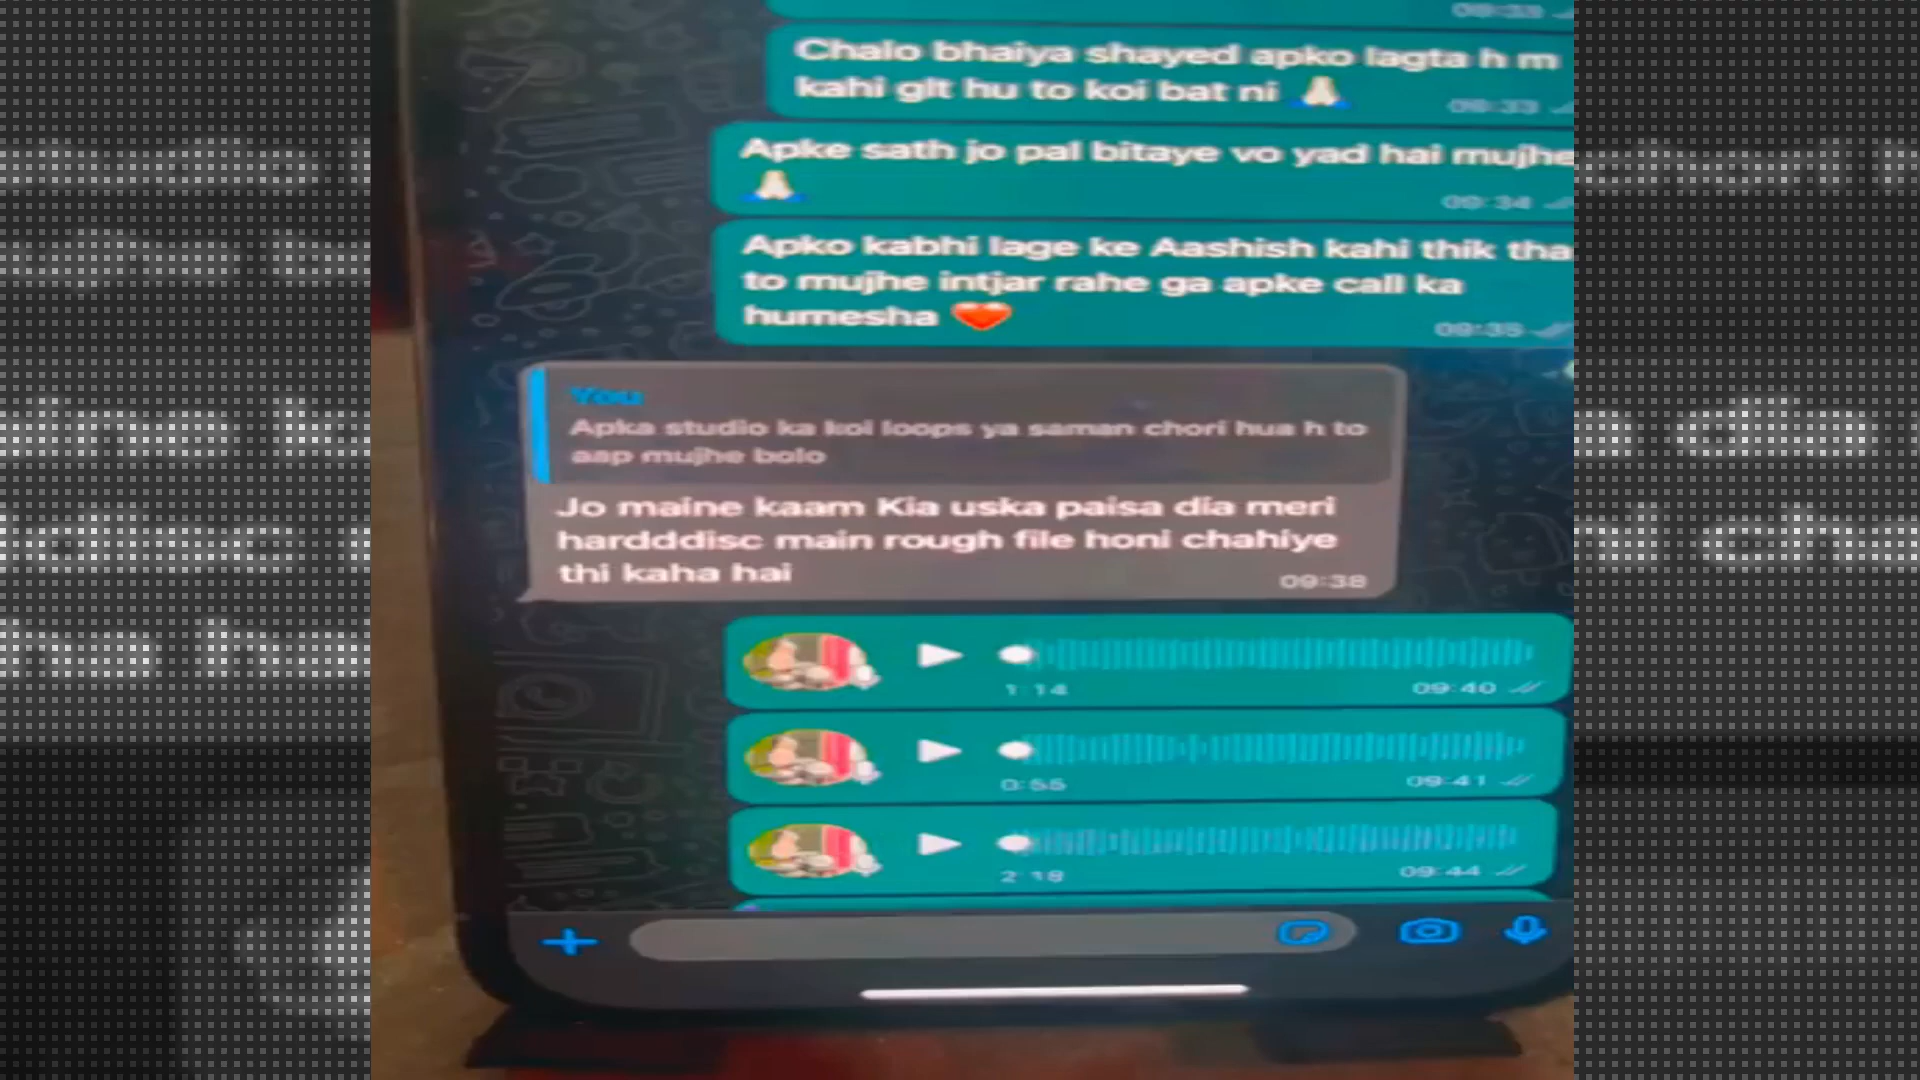 09:33
Chalo bhaiya shayed apko lagta h m
kahi glt hu to koi bat ni 🙏
09:33
Apke sath jo pal bitaye vo yad hai mujhe
🙏
09:34
Apko kabhi lage ke Aashish kahi thik tha
to mujhe intjar rahe ga apke call ka
humesha ❤️
09:35
You
Apka studio ka koi loops ya saman chori hua h to
aap mujhe bolo
Jo maine kaam Kia uska paisa dia meri
hardddisc main rough file honi chahiye
thi kaha hai
09:38
1:14 09:40
0:55 09:41
2:18 09:44